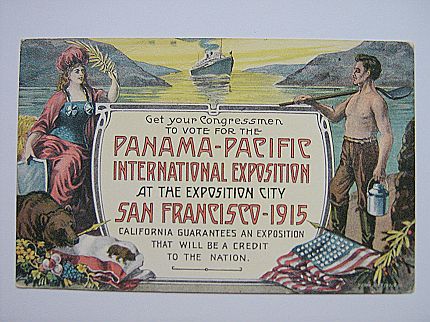 Get your Congressmen
TO VOTE FOR THE
PANAMA-PACIFIC
INTERNATIONAL EXPOSITION
AT THE EXPOSITION CITY
SAN FRANCISCO-1915
CALIFORNIA GUARANTEES AN EXPOSITION
THAT WILL BE A CREDIT
TO THE NATION.